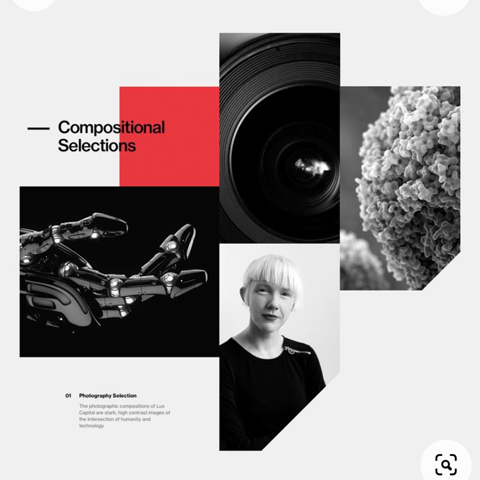 Compositional
Selections
01 Photography Selection
The photographic compositions of Lux
Capital are stark, high contrast images of
the intersection of humanity and
technology